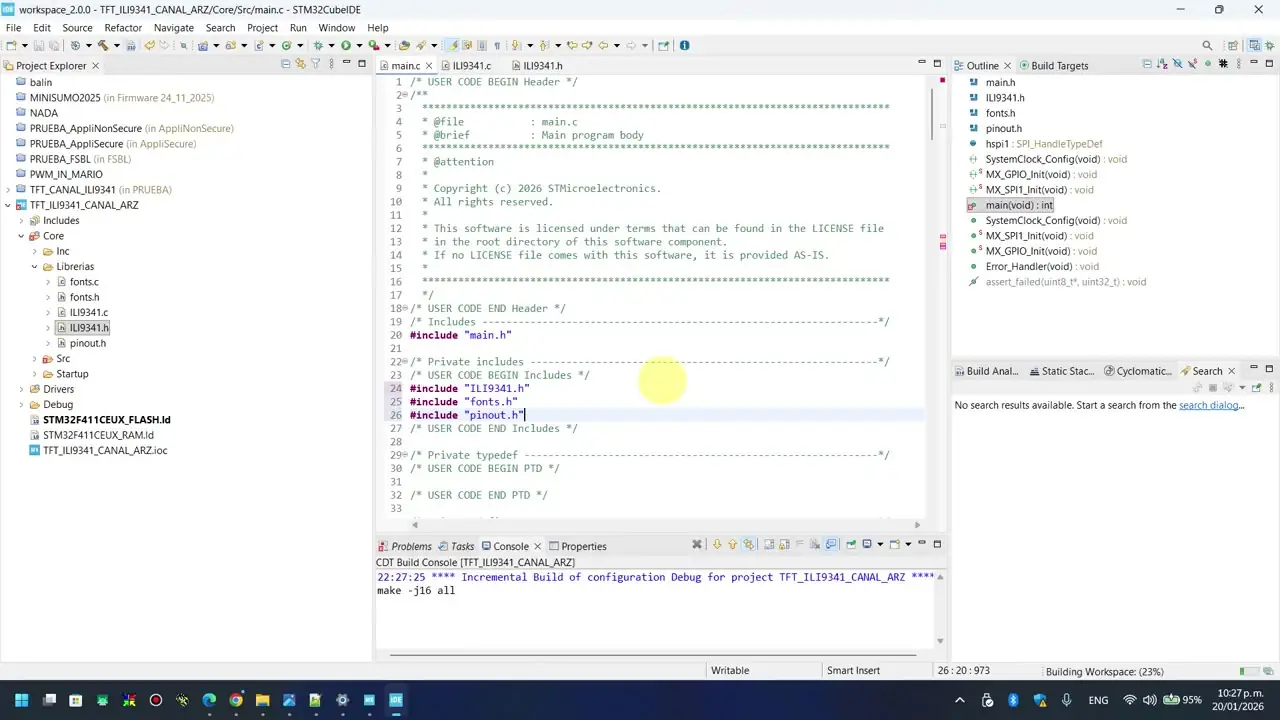 workspace_2.0.0 - TFT_ILI9341_CANAL_ARZ/Core/Src/main.c - STM32CubeIDE
File Edit Source Refactor Navigate Search Project Run Window Help
Project Explorer
balin
MINISUMO2025 (in Firmware 24_11_2025)
NADA
PRUEBA_AppliNonSecure (in AppliNonSecure)
PRUEBA_AppliSecure (in AppliSecure)
PRUEBA_FSBL (in FSBL)
PWM_IN_MARIO
TFT_CANAL_ILI9341 (in PRUEBA)
TFT_ILI9341_CANAL_ARZ
Includes
Core
Inc
Librerias
fonts.c
fonts.h
ILI9341.c
ILI9341.h
pinout.h
Src
Startup
Drivers
Debug
STM32F411CEUX_FLASH.ld
STM32F411CEUX_RAM.ld
TFT_ILI9341_CANAL_ARZ.ioc
main.c ILI9341.c ILI9341.h
1 /* USER CODE BEGIN Header */
2 /**
3 ******************************************************************************
4 * @file : main.c
5 * @brief : Main program body
6 ******************************************************************************
7 * @attention
8 *
9 * Copyright (c) 2026 STMicroelectronics.
10 * All rights reserved.
11 *
12 * This software is licensed under terms that can be found in the LICENSE file
13 * in the root directory of this software component.
14 * If no LICENSE file comes with this software, it is provided AS-IS.
15 *
16 ******************************************************************************
17 */
18 /* USER CODE END Header */
19 /* Includes ------------------------------------------------------------------*/
20 #include "main.h"
21
22 /* Private includes ----------------------------------------------------------*/
23 /* USER CODE BEGIN Includes */
24 #include "ILI9341.h"
25 #include "fonts.h"
26 #include "pinout.h"
27 /* USER CODE END Includes */
28
29 /* Private typedef -----------------------------------------------------------*/
30 /* USER CODE BEGIN PTD */
31
32 /* USER CODE END PTD */
33
Problems Tasks Console Properties
CDT Build Console [TFT_ILI9341_CANAL_ARZ]
22:27:25 **** Incremental Build of configuration Debug for project TFT_ILI9341_CANAL_ARZ ****
make -j16 all
Outline Build Targets
main.h
ILI9341.h
fonts.h
pinout.h
hspi1 : SPI_HandleTypeDef
SystemClock_Config(void) : void
MX_GPIO_Init(void) : void
MX_SPI1_Init(void) : void
main(void) : int
SystemClock_Config(void) : void
MX_SPI1_Init(void) : void
MX_GPIO_Init(void) : void
Error_Handler(void) : void
assert_failed(uint8_t*, uint32_t) : void
Build Anal... Static Stac... Cyclomatic... Search
No search results available. Start a search from the search dialog...
Writable Smart Insert 26 : 20 : 973 Building Workspace: (23%)
ENG 95% 10:27 p.m.
20/01/2026